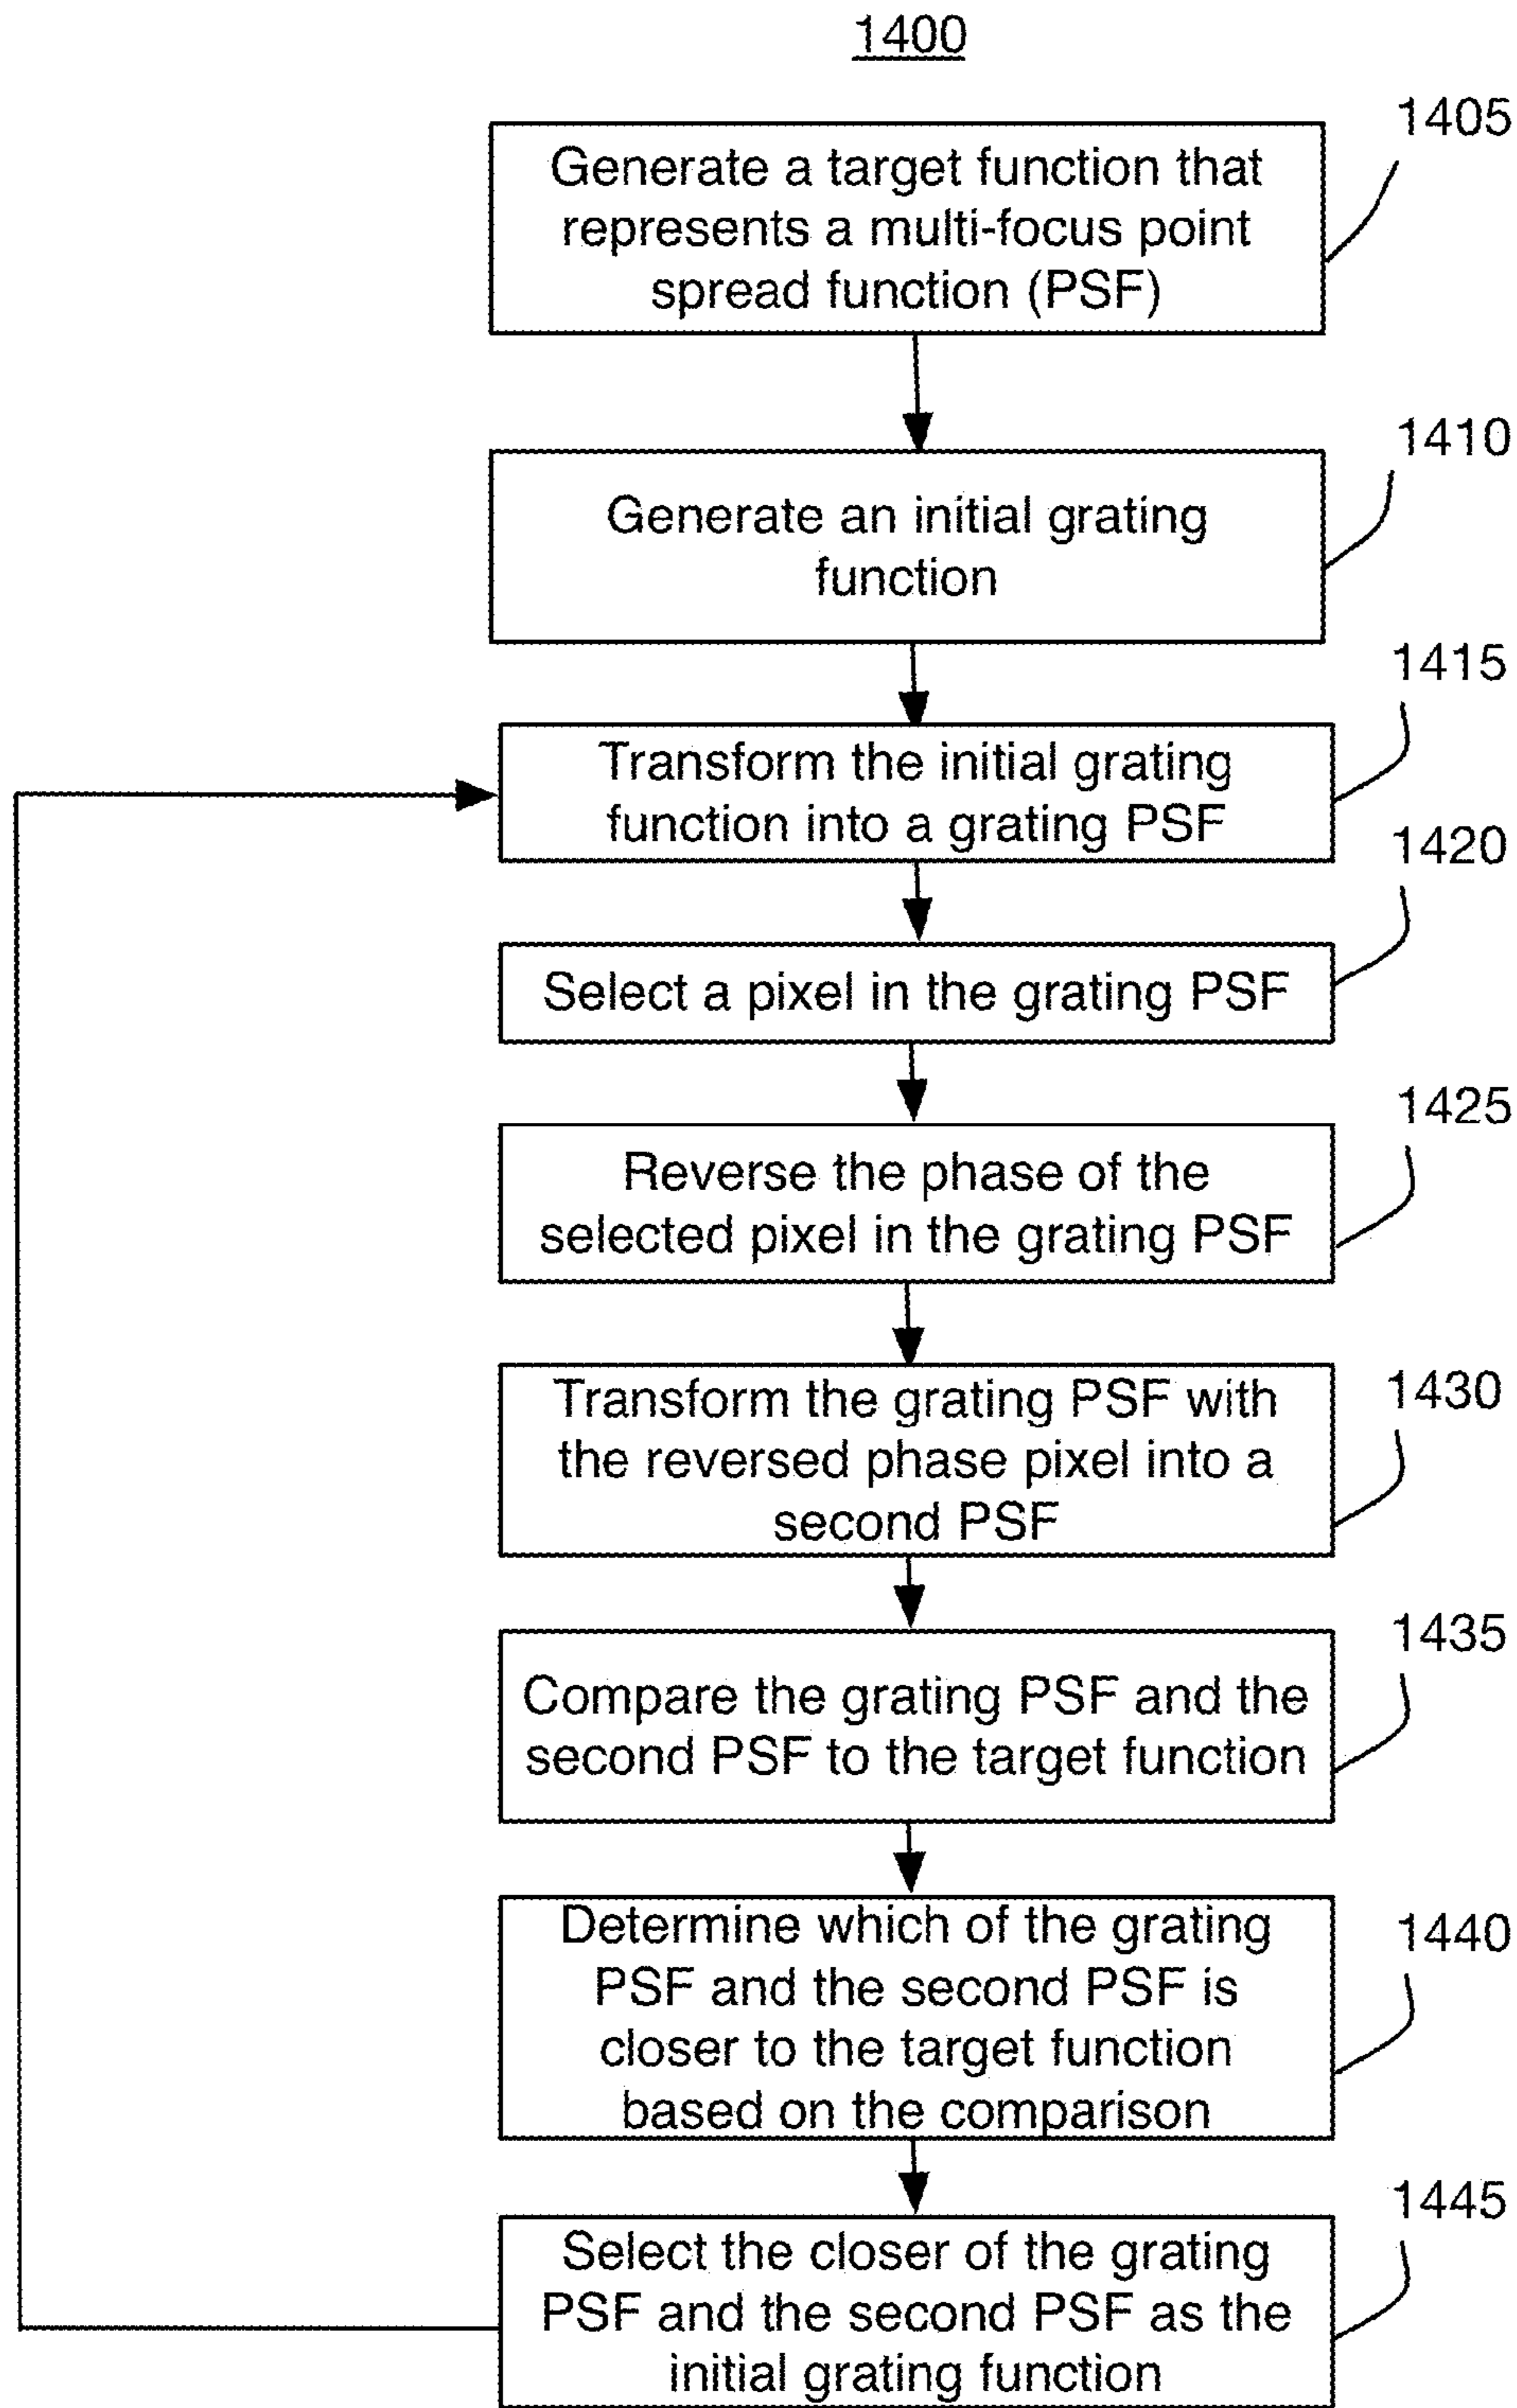 1400
1405
Generate a target function that
represents a multi-focus point
spread function (PSF)
1410
Generate an initial grating
function
1415
Transform the initial grating
function into a grating PSF
1420
Select a pixel in the grating PSF
1425
Reverse the phase of the
selected pixel in the grating PSF
1430
Transform the grating PSF with
the reversed phase pixel into a
second PSF
1435
Compare the grating PSF and the
second PSF to the target function
1440
Determine which of the grating
PSF and the second PSF is
closer to the target function
based on the comparison
1445
Select the closer of the grating
PSF and the second PSF as the
initial grating function